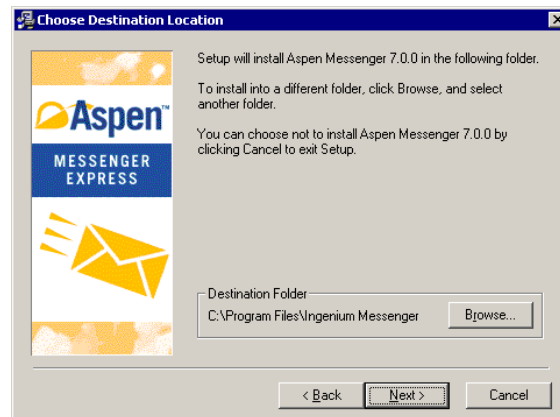 Choose Destination Location
Aspen™
MESSENGER
EXPRESS
Setup will install Aspen Messenger 7.0.0 in the following folder.
To install into a different folder, click Browse, and select
another folder.
You can choose not to install Aspen Messenger 7.0.0 by
clicking Cancel to exit Setup.
Destination Folder
C:\Program Files\Ingenium Messenger
Browse...
< Back
Next >
Cancel